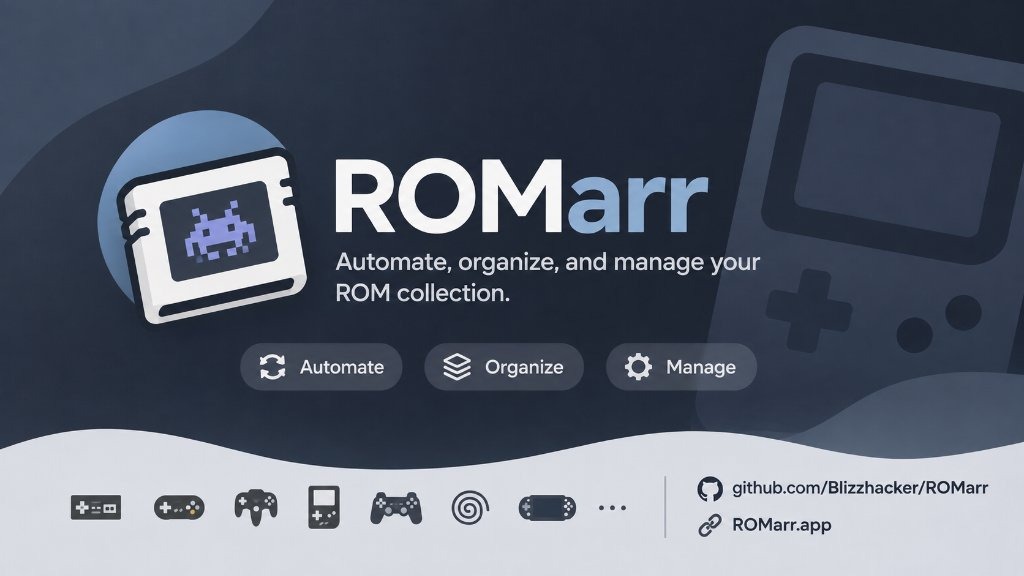 ROMarr
Automate, organize, and manage your
ROM collection.
Automate
Organize
Manage
github.com/Blizzhacker/ROMarr
ROMarr.app